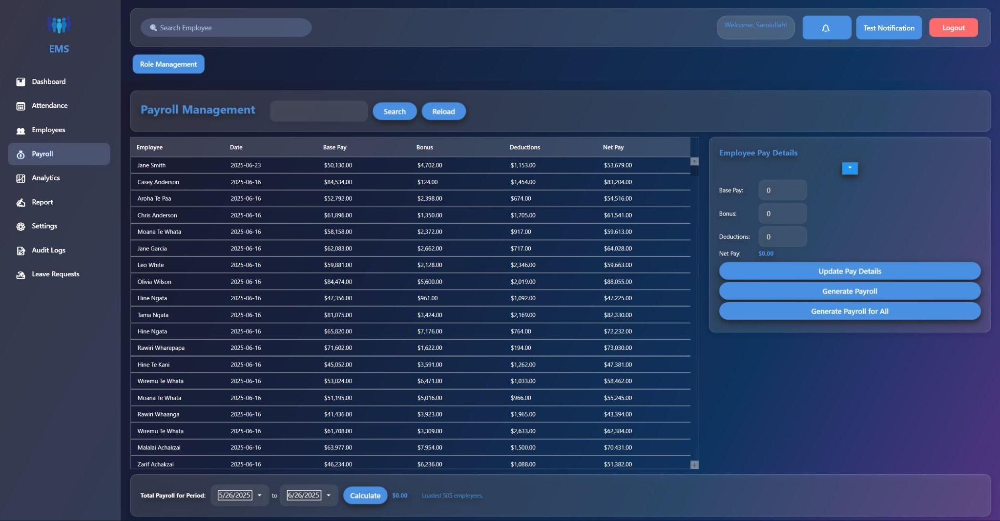 EMS
Dashboard
Attendance
Employees
Payroll
Analytics
Report
Settings
Audit Logs
Leave Requests
Search Employee
Welcome, Samiullah!
Test Notification
Logout
Role Management
Payroll Management
Search
Reload
Employee Date Base Pay Bonus Deductions Net Pay
Jane Smith 2025-06-23 $50,130.00 $4,702.00 $1,153.00 $53,679.00
Casey Anderson 2025-06-16 $84,534.00 $124.00 $1,454.00 $83,204.00
Aroha Te Paa 2025-06-16 $52,792.00 $2,398.00 $674.00 $54,516.00
Chris Anderson 2025-06-16 $61,896.00 $1,350.00 $1,705.00 $61,541.00
Moana Te Whata 2025-06-16 $58,158.00 $2,372.00 $917.00 $59,613.00
Jane Garcia 2025-06-16 $62,083.00 $2,662.00 $717.00 $64,028.00
Leo White 2025-06-16 $59,881.00 $2,128.00 $2,346.00 $59,663.00
Olivia Wilson 2025-06-16 $84,474.00 $5,600.00 $2,019.00 $88,055.00
Hine Ngata 2025-06-16 $47,356.00 $961.00 $1,092.00 $47,225.00
Tama Ngata 2025-06-16 $81,075.00 $3,424.00 $2,169.00 $82,330.00
Hine Ngata 2025-06-16 $65,820.00 $7,176.00 $764.00 $72,232.00
Rawiri Wharepapa 2025-06-16 $71,602.00 $1,622.00 $194.00 $73,030.00
Hine Te Kani 2025-06-16 $45,052.00 $3,591.00 $1,262.00 $47,381.00
Wiremu Te Whata 2025-06-16 $53,024.00 $6,471.00 $1,033.00 $58,462.00
Moana Te Whata 2025-06-16 $51,195.00 $5,016.00 $966.00 $55,245.00
Rawiri Whaanga 2025-06-16 $41,436.00 $3,923.00 $1,965.00 $43,394.00
Wiremu Te Whata 2025-06-16 $61,708.00 $3,309.00 $2,633.00 $62,384.00
Malalai Achakzai 2025-06-16 $63,977.00 $7,954.00 $1,500.00 $70,431.00
Zarif Achakzai 2025-06-16 $46,234.00 $6,236.00 $1,088.00 $51,382.00
Employee Pay Details
Base Pay: 0
Bonus: 0
Deductions: 0
Net Pay: $0.00
Update Pay Details
Generate Payroll
Generate Payroll for All
Total Payroll for Period: 5/26/2025 to 6/26/2025 Calculate $0.00 Loaded 505 employees.